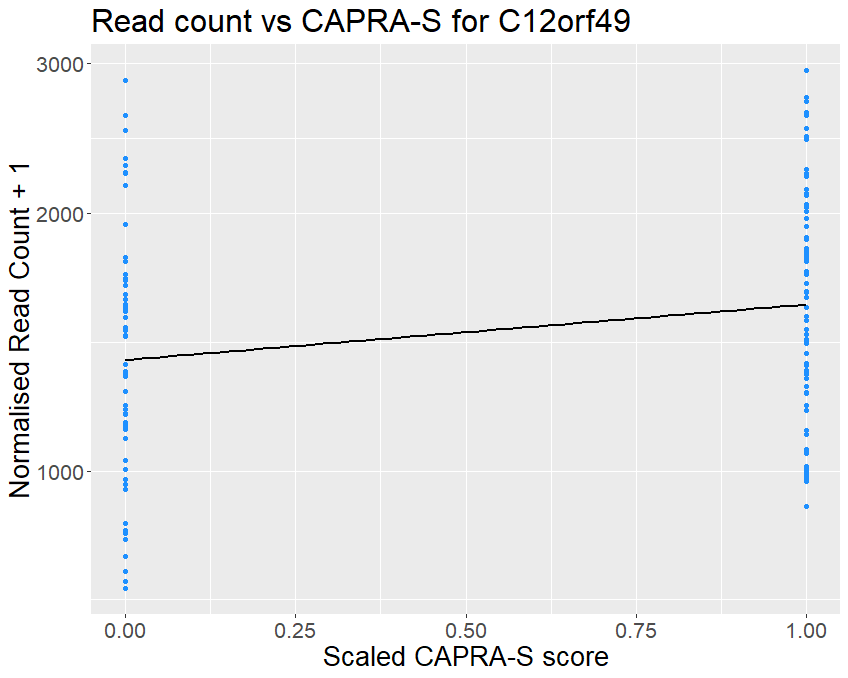 Read count vs CAPRA-S for C12orf49
Normalised Read Count + 1
3000
2000
1000
0.00 0.25 0.50 0.75 1.00
Scaled CAPRA-S score